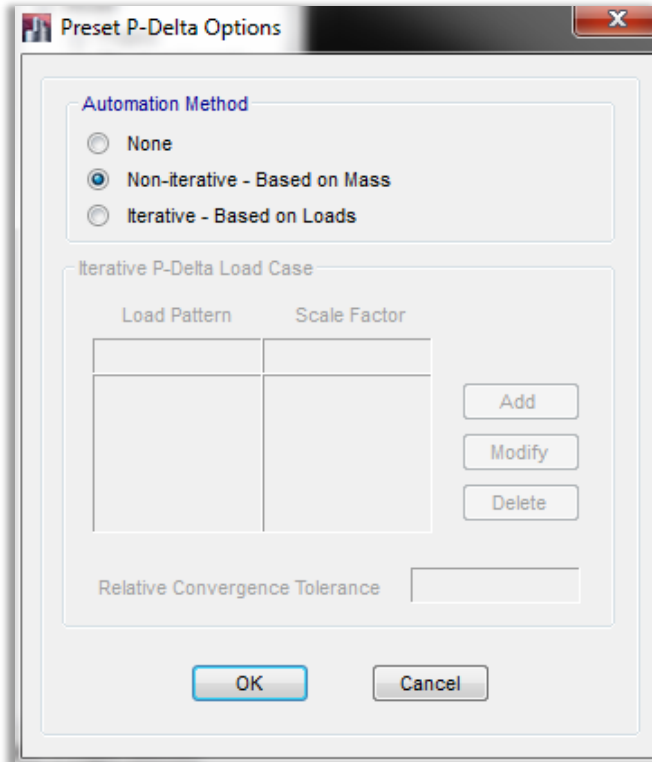 Preset P-Delta Options
Automation Method
None
Non-iterative - Based on Mass
Iterative - Based on Loads
Iterative P-Delta Load Case
Load Pattern Scale Factor
Add
Modify
Delete
Relative Convergence Tolerance
OK Cancel